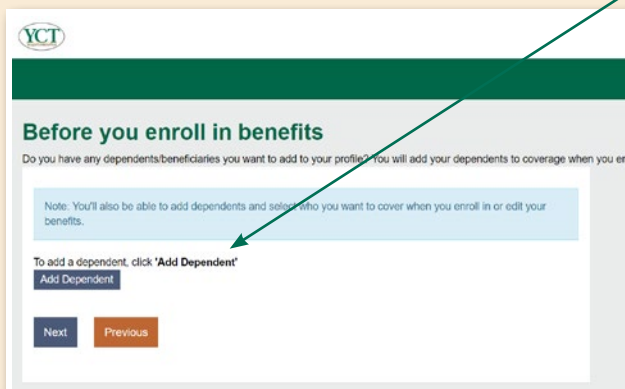 YCT
Before you enroll in benefits
Do you have any dependents/beneficiaries you want to add to your profile? You will add your dependents to coverage when you en
Note: You'll also be able to add dependents and select who you want to cover when you enroll in or edit your
benefits.
To add a dependent, click 'Add Dependent'
Add Dependent
Next Previous